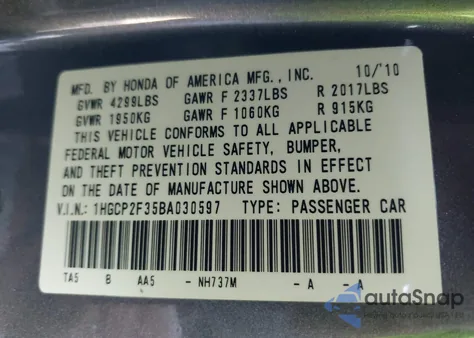 MFD. BY HONDA OF AMERICA MFG., INC. 10/'10
GVWR 4299LBS GAWR F 2337LBS R 2017LBS
GVWR 1950KG GAWR F 1060KG R 915KG
THIS VEHICLE CONFORMS TO ALL APPLICABLE
FEDERAL MOTOR VEHICLE SAFETY, BUMPER,
AND THEFT PREVENTION STANDARDS IN EFFECT
ON THE DATE OF MANUFACTURE SHOWN ABOVE.
V.I.N.: 1HGCP2F35BA030597 TYPE: PASSENGER CAR
TA5 B AA5 - NH737M - A - A
autoSnap